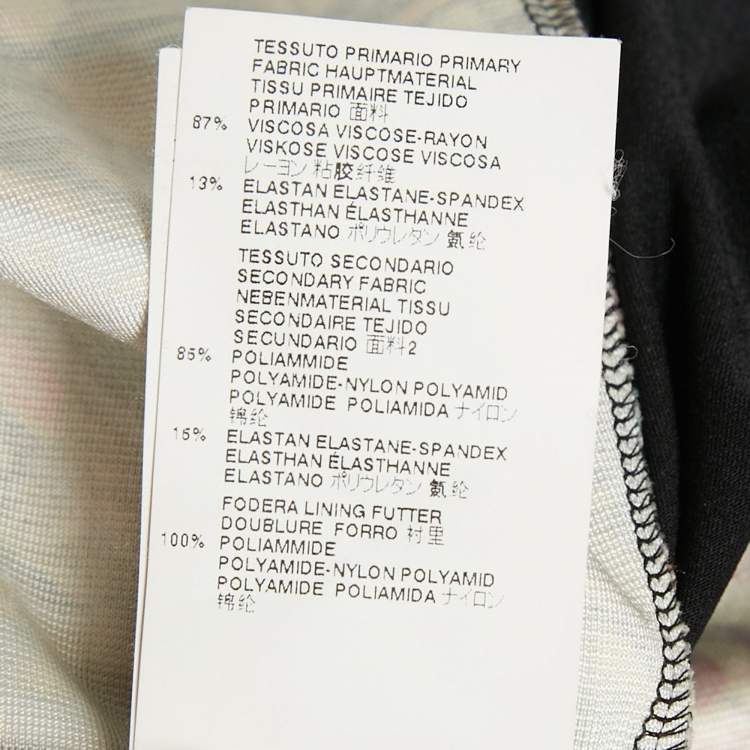 TESSUTO PRIMARIO PRIMARY
FABRIC HAUPTMATERIAL
TISSU PRIMAIRE TEJIDO
PRIMARIO 面料
87% VISCOSA VISCOSE-RAYON
VISKOSE VISCOSE VISCOSA
レーヨン 粘胶纤维
13% ELASTAN ELASTANE-SPANDEX
ELASTHAN ÉLASTHANNE
ELASTANO ポリウレタン 氨纶
TESSUTO SECONDARIO
SECONDARY FABRIC
NEBENMATERIAL TISSU
SECONDAIRE TEJIDO
SECUNDARIO 面料2
85% POLIAMMIDE
POLYAMIDE-NYLON POLYAMID
POLYAMIDE POLIAMIDA ナイロン
锦纶
15% ELASTAN ELASTANE-SPANDEX
ELASTHAN ÉLASTHANNE
ELASTANO ポリウレタン 氨纶
FODERA LINING FUTTER
DOUBLURE FORRO 衬里
100% POLIAMMIDE
POLYAMIDE-NYLON POLYAMID
POLYAMIDE POLIAMIDA ナイロン
锦纶